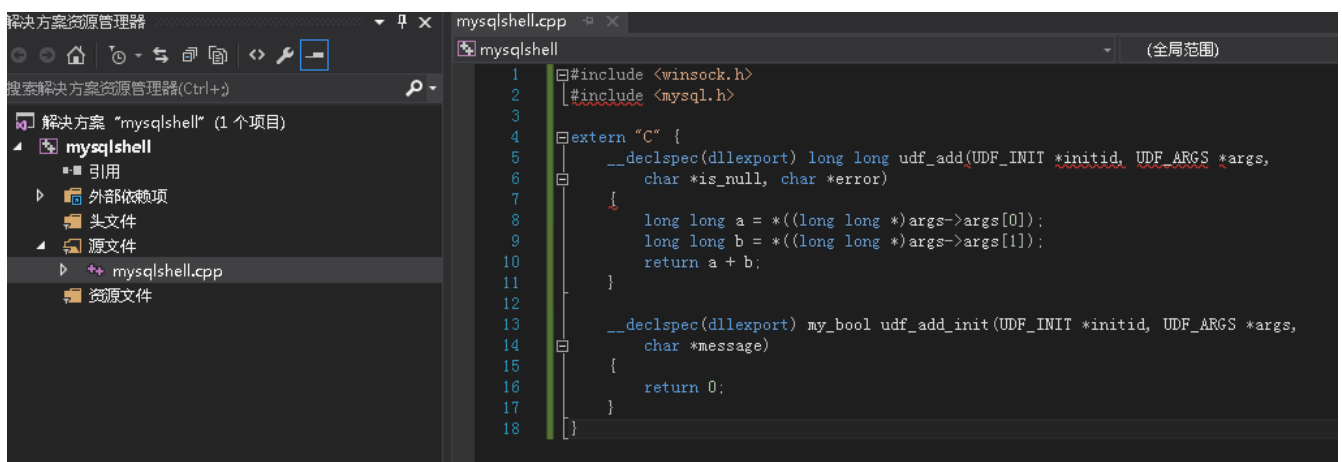 解决方案资源管理器
搜索解决方案资源管理器(Ctrl+;)
解决方案 "mysqlshell" (1 个项目)
mysqlshell
引用
外部依赖项
头文件
源文件
mysqlshell.cpp
资源文件
mysqlshell.cpp
mysqlshell
(全局范围)
1 #include <winsock.h>
2 #include <mysql.h>
3
4 extern "C" {
5 __declspec(dllexport) long long udf_add(UDF_INIT *initid, UDF_ARGS *args,
6 char *is_null, char *error)
7 {
8 long long a = *((long long *)args->args[0]);
9 long long b = *((long long *)args->args[1]);
10 return a + b;
11 }
12
13 __declspec(dllexport) my_bool udf_add_init(UDF_INIT *initid, UDF_ARGS *args,
14 char *message)
15 {
16 return 0;
17 }
18 }